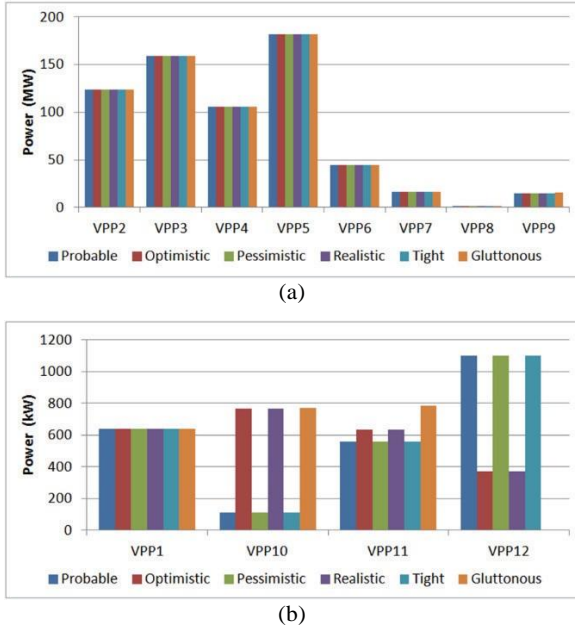 200
150
100
50
0
Power (MW)
VPP2 VPP3 VPP4 VPP5 VPP6 VPP7 VPP8 VPP9
Probable Optimistic Pessimistic Realistic Tight Gluttonous
(a)
1200
1000
800
600
400
200
0
Power (kW)
VPP1 VPP10 VPP11 VPP12
Probable Optimistic Pessimistic Realistic Tight Gluttonous
(b)